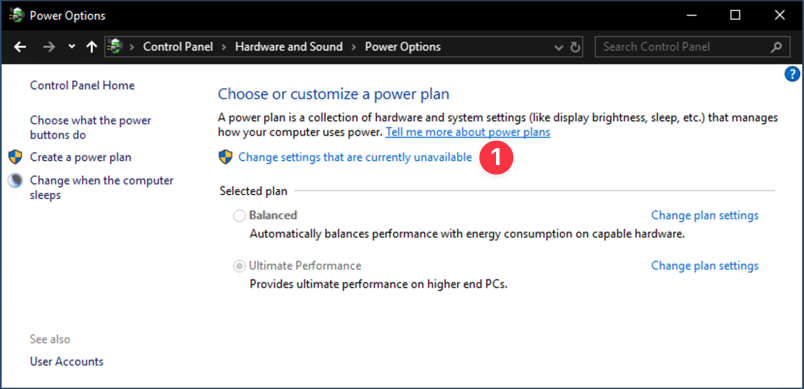 Power Options
Control Panel > Hardware and Sound > Power Options
Search Control Panel
?
Control Panel Home
Choose what the power
buttons do
Create a power plan
Change when the computer
sleeps
See also
User Accounts
Choose or customize a power plan
A power plan is a collection of hardware and system settings (like display brightness, sleep, etc.) that manages
how your computer uses power. Tell me more about power plans
Change settings that are currently unavailable
1
Selected plan
Balanced
Change plan settings
Automatically balances performance with energy consumption on capable hardware.
Ultimate Performance
Change plan settings
Provides ultimate performance on higher end PCs.